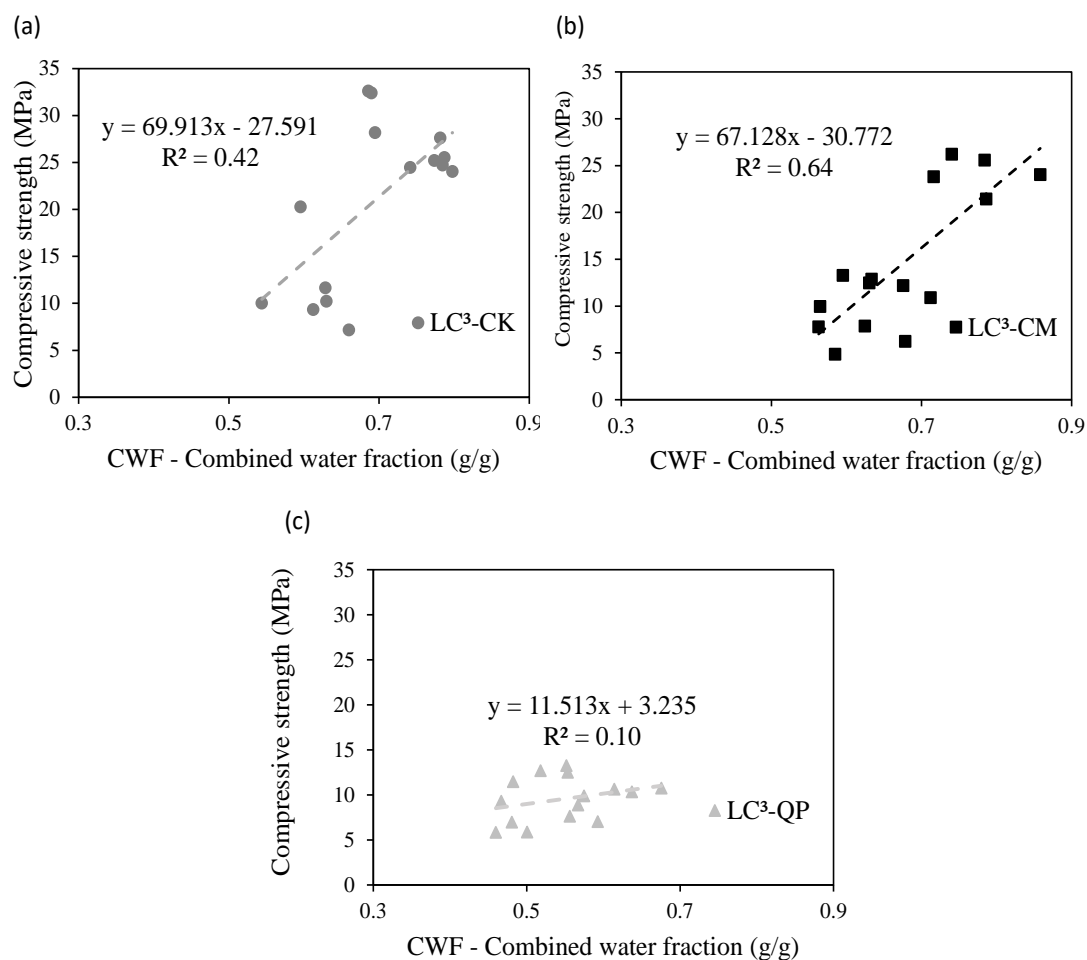 (a)
Compressive strength (MPa)
35
30
25
20
15
10
5
0
y = 69.913x - 27.591
R² = 0.42
LC³-CK
0.3
0.5
0.7
0.9
CWF - Combined water fraction (g/g)
(b)
Compressive strength (MPa)
35
30
25
20
15
10
5
0
y = 67.128x - 30.772
R² = 0.64
LC³-CM
0.3
0.5
0.7
0.9
CWF - Combined water fraction (g/g)
(c)
Compressive strength (MPa)
35
30
25
20
15
10
5
0
y = 11.513x + 3.235
R² = 0.10
LC³-QP
0.3
0.5
0.7
0.9
CWF - Combined water fraction (g/g)